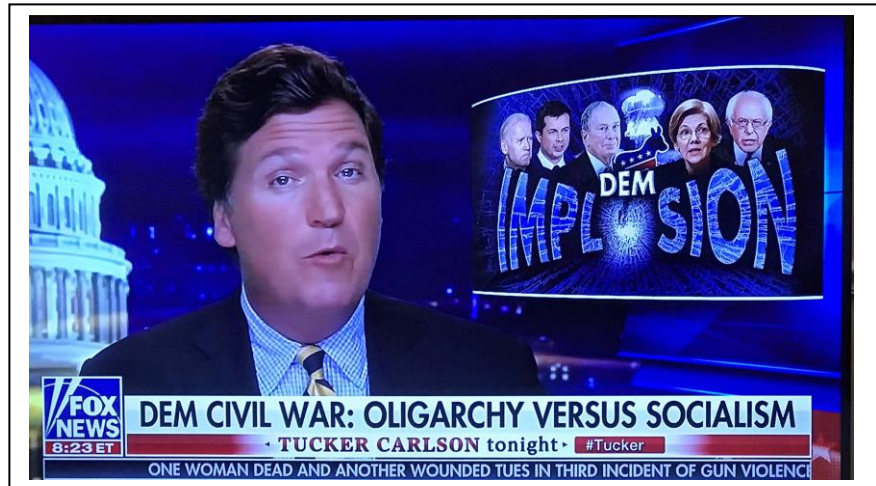 DEM
IMPLOSION
FOX
NEWS
8:23 ET
DEM CIVIL WAR: OLIGARCHY VERSUS SOCIALISM
TUCKER CARLSON tonight
#Tucker
ONE WOMAN DEAD AND ANOTHER WOUNDED TUES IN THIRD INCIDENT OF GUN VIOLENCE